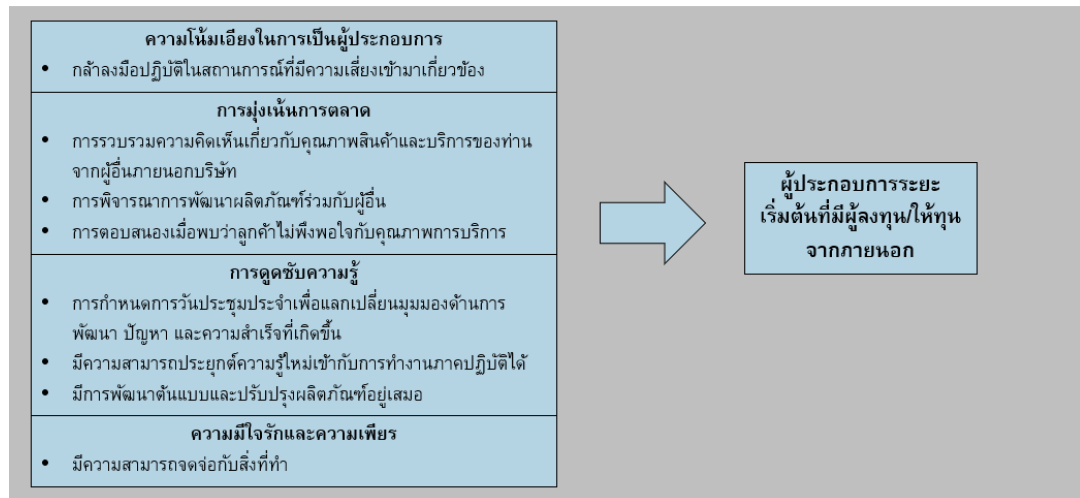 ความโน้มเอียงในการเป็นผู้ประกอบการ
• กล้าลงมือปฏิบัติในสถานการณ์ที่มีความเสี่ยงเข้ามาเกี่ยวข้อง
การมุ่งเน้นการตลาด
• การรวบรวมความคิดเห็นเกี่ยวกับคุณภาพสินค้าและบริการของท่าน
จากผู้อื่นภายนอกบริษัท
• การพิจารณาการพัฒนาผลิตภัณฑ์ร่วมกับผู้อื่น
• การตอบสนองเมื่อพบว่าลูกค้าไม่พึงพอใจกับคุณภาพการบริการ
การดูดซับความรู้
• การกำหนดการวันประชุมประจำเพื่อแลกเปลี่ยนมุมมองด้านการ
พัฒนา ปัญหา และความสำเร็จที่เกิดขึ้น
• มีความสามารถประยุกต์ความรู้ใหม่เข้ากับการทำงานภาคปฏิบัติได้
• มีการพัฒนาต้นแบบและปรับปรุงผลิตภัณฑ์อยู่เสมอ
ความมีใจรักและความเพียร
• มีความสามารถจดจ่อกับสิ่งที่ทำ
ผู้ประกอบการระยะ
เริ่มต้นที่มีผู้ลงทุน/ให้ทุน
จากภายนอก